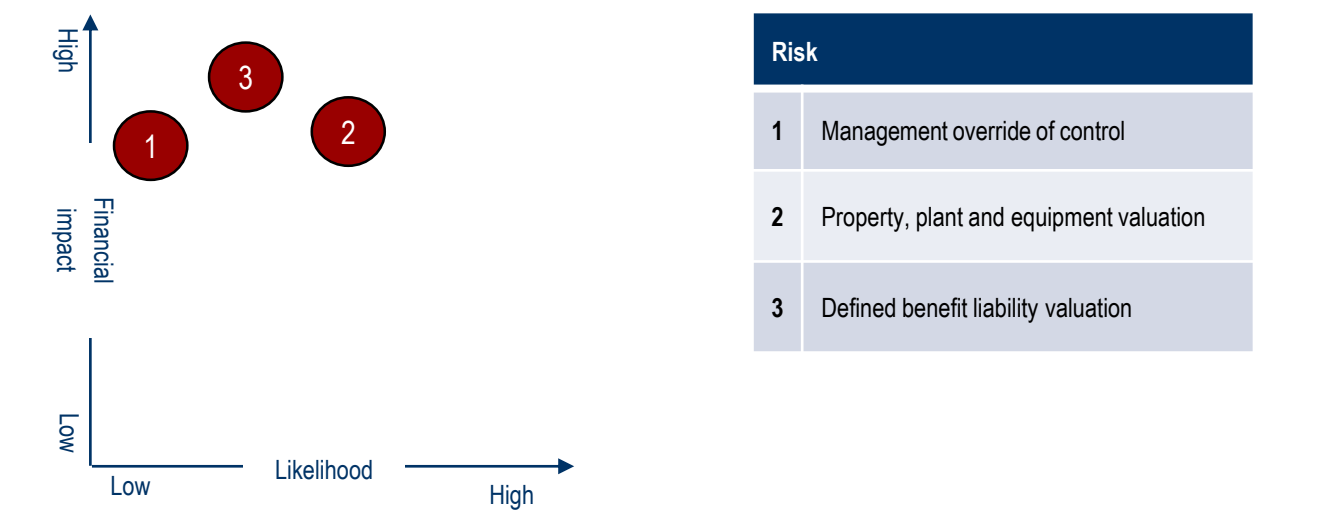 High
3
2
1
Financial
impact
Low
Likelihood
Low
High
Risk
1 Management override of control
2 Property, plant and equipment valuation
3 Defined benefit liability valuation